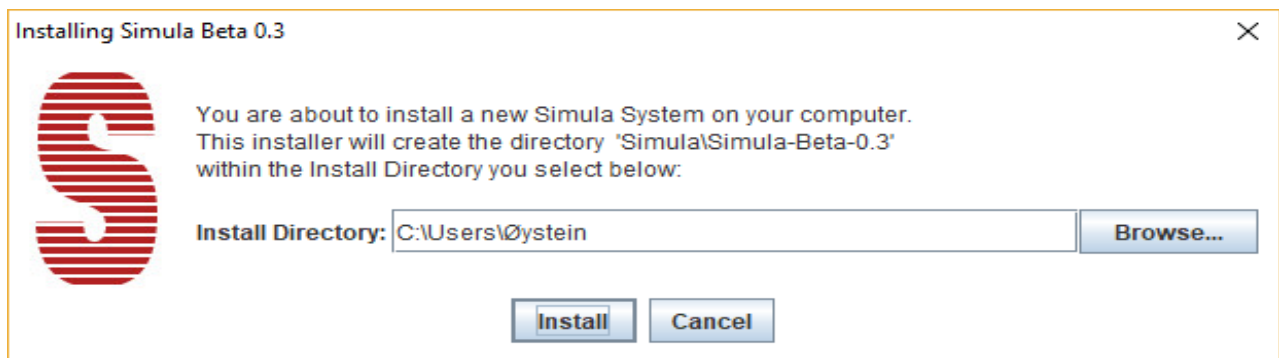 Installing Simula Beta 0.3
S
You are about to install a new Simula System on your computer.
This installer will create the directory 'Simula\Simula-Beta-0.3'
within the Install Directory you select below:
Install Directory: C:\Users\Øystein Browse...
Install Cancel